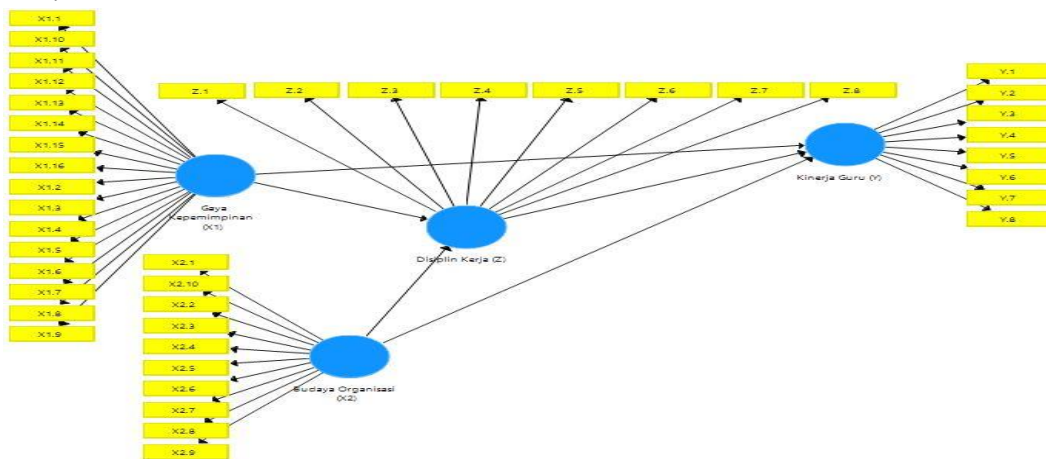 X1.1
X1.10
X1.11
X1.12
X1.13
X1.14
X1.15
X1.16
X1.2
X1.3
X1.4
X1.5
X1.6
X1.7
X1.8
X1.9
Z.1
Z.2
Z.3
Z.4
Z.5
Z.6
Z.7
Z.8
Gaya
Kepemimpinan
(X1)
Disiplin Kerja (Z)
Y.1
Y.2
Y.3
Y.4
Y.5
Y.6
Y.7
Y.8
Kinerja Guru (Y)
X2.1
X2.10
X2.2
X2.3
X2.4
X2.5
X2.6
X2.7
X2.8
X2.9
Budaya Organisasi
(X2)